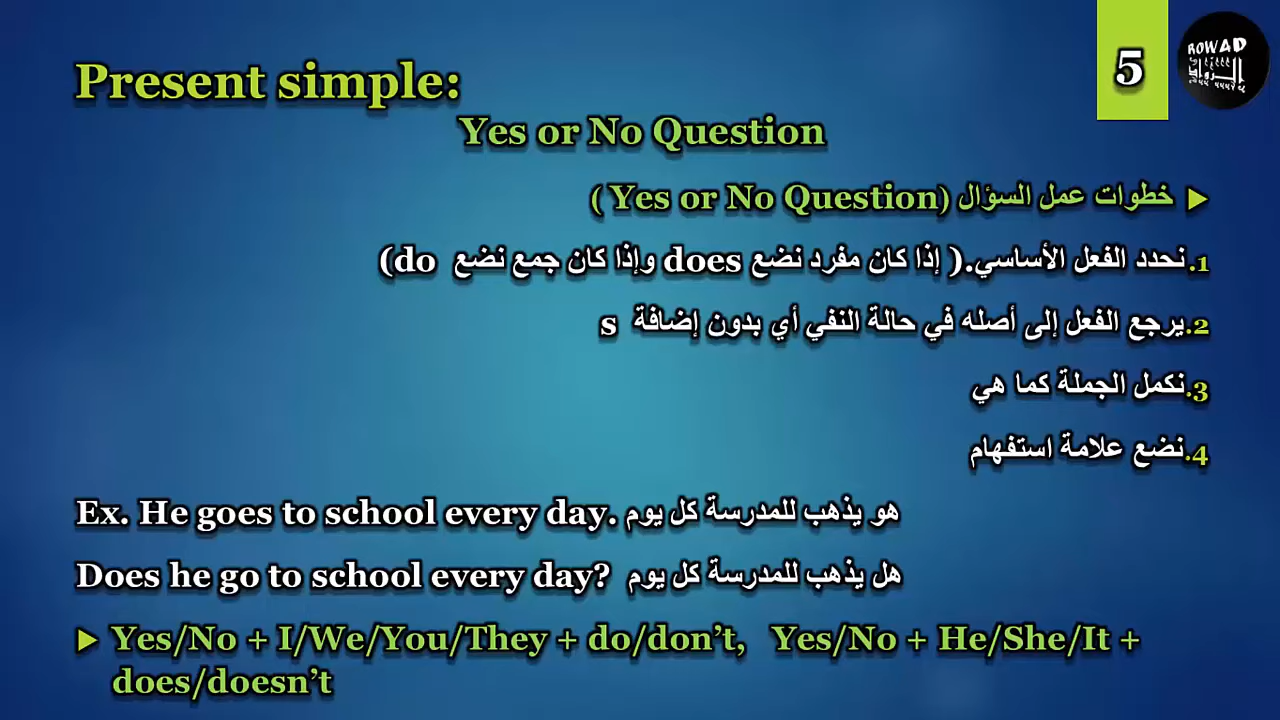 5
ROWAD
الرواد
Present simple:
Yes or No Question
خطوات عمل السؤال (Yes or No Question )
1. نحدد الفعل الأساسي.( إذا كان مفرد نضع does وإذا كان جمع نضع do)
2.يرجع الفعل إلى أصله في حالة النفي أي بدون إضافة s
3.نكمل الجملة كما هي
4.نضع علامة استفهام
Ex. He goes to school every day. هو يذهب للمدرسة كل يوم
Does he go to school every day? هل يذهب للمدرسة كل يوم
Yes/No + I/We/You/They + do/don’t, Yes/No + He/She/It +
does/doesn’t